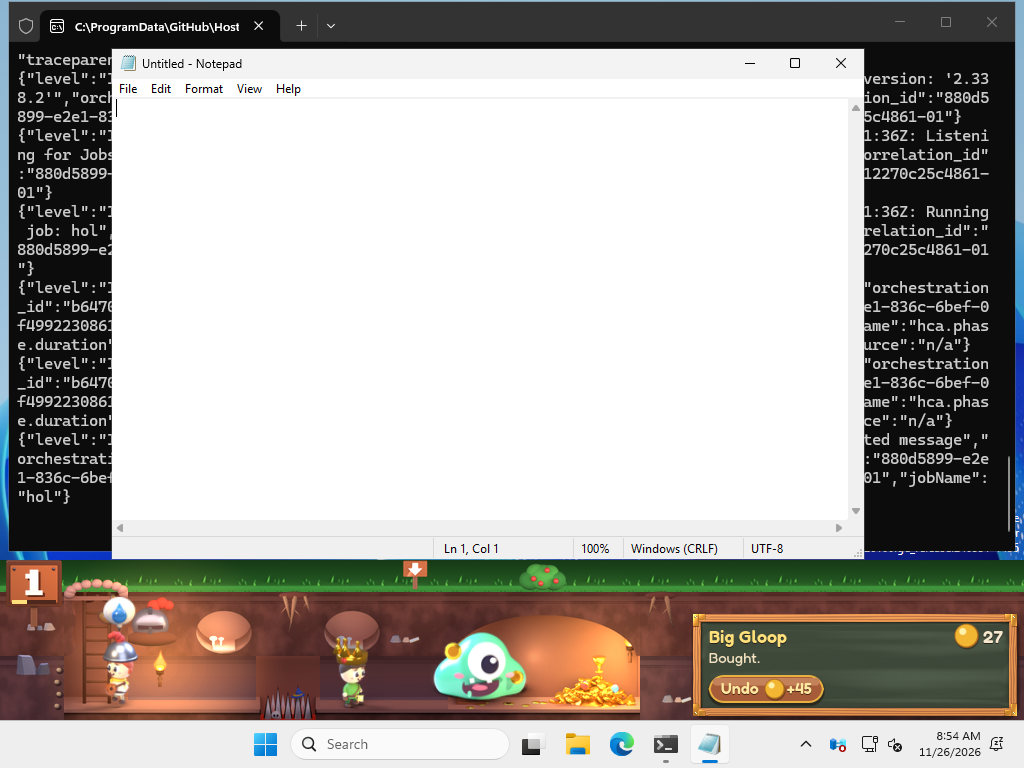 C:\ProgramData\GitHub\Host
Untitled - Notepad
File Edit Format View Help
"traceparen
{"level":"I version: '2.33
8.2'","orch ion_id":"880d5
899-e2e1-83 5c4861-01"}
{"level":"I 1:36Z: Listeni
ng for Jobs orrelation_id"
:"880d5899- 12270c25c4861-
01"}
{"level":"I 1:36Z: Running
job: hol", relation_id":"
880d5899-e2 270c25c4861-01
"}
{"level":"I "orchestration
_id":"b6470 e1-836c-6bef-0
f4992230861 ame":"hca.phas
e.duration" urce":"n/a"}
{"level":"I "orchestration
_id":"b6470 e1-836c-6bef-0
f4992230861 ame":"hca.phas
e.duration" ce":"n/a"}
{"level":"I ted message","
orchestrati :"880d5899-e2e
1-836c-6bef 01","jobName":
"hol"}
Ln 1, Col 1 100% Windows (CRLF) UTF-8
1
Big Gloop 27
Bought.
Undo +45
Search
8:54 AM
11/26/2026